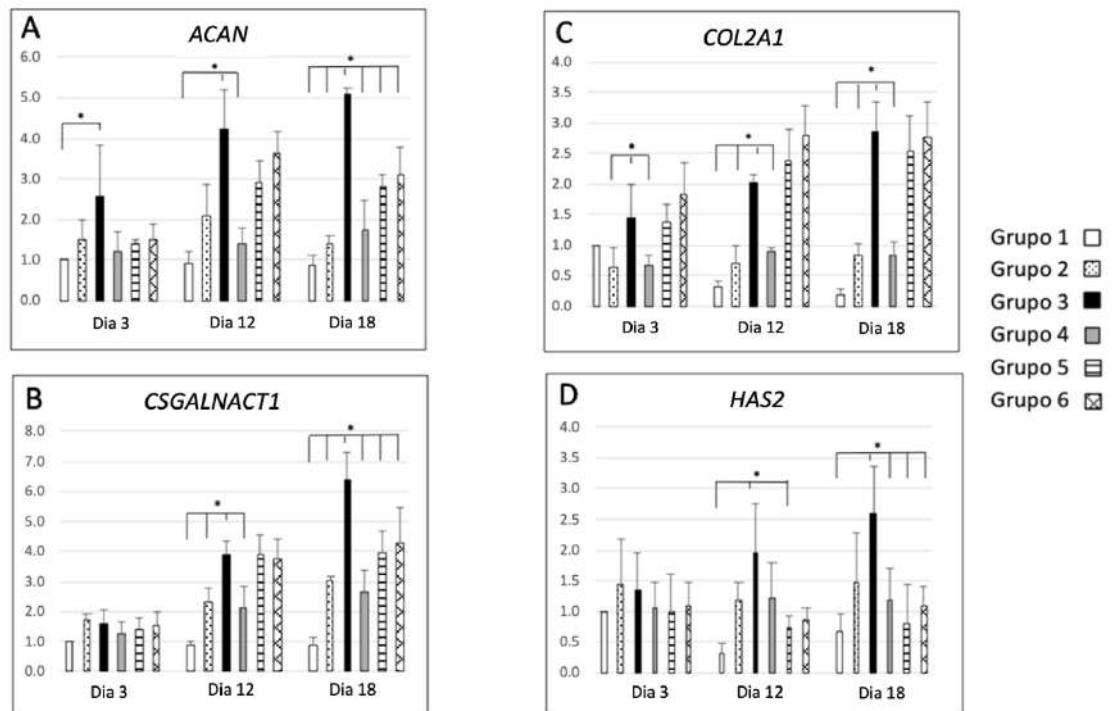 A
ACAN
6.0
5.0
4.0
3.0
2.0
1.0
0.0
*
*
*
Dia 3 Dia 12 Dia 18
C
COL2A1
4.0
3.5
3.0
2.5
2.0
1.5
1.0
0.5
0.0
*
*
*
Dia 3 Dia 12 Dia 18
Grupo 1
Grupo 2
Grupo 3
Grupo 4
Grupo 5
Grupo 6
B
CSGALNACT1
8.0
7.0
6.0
5.0
4.0
3.0
2.0
1.0
0.0
*
*
Dia 3 Dia 12 Dia 18
D
HAS2
4.0
3.5
3.0
2.5
2.0
1.5
1.0
0.5
0.0
*
*
Dia 3 Dia 12 Dia 18